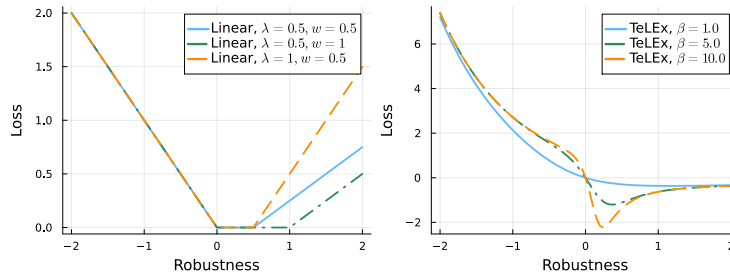 2.0
1.5
1.0
0.5
0.0
Loss
−2
−1
0
1
2
Robustness
Linear, λ = 0.5, w = 0.5
Linear, λ = 0.5, w = 1
Linear, λ = 1, w = 0.5
6
4
2
0
−2
Loss
−2
−1
0
1
2
Robustness
TeLEx, β = 1.0
TeLEx, β = 5.0
TeLEx, β = 10.0